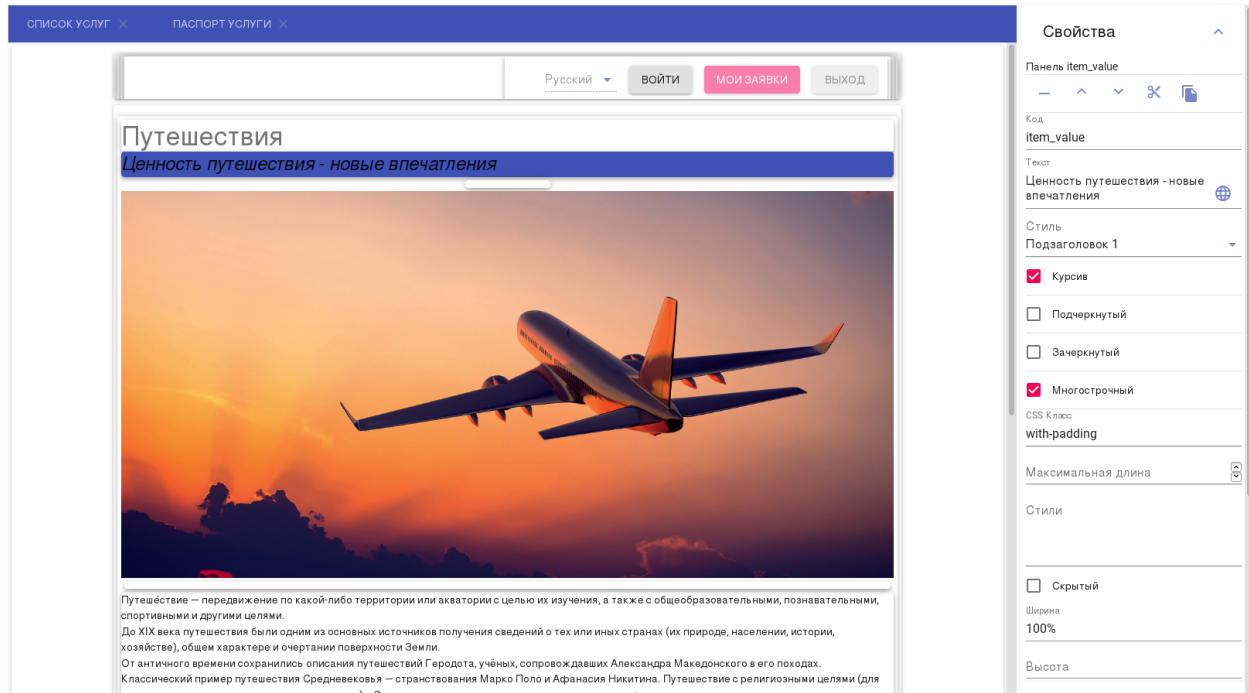 СПИСОК УСЛУГ
ПАСПОРТ УСЛУГИ
Русский
ВОЙТИ
МОИ ЗАЯВКИ
ВЫХОД
Путешествия
Ценность путешествия - новые впечатления
Путеше́ствие — передвижение по какой-либо территории или акватории с целью их изучения, а также с общеобразовательными, познавательными,
спортивными и другими целями.
До XIX века путешествия были одним из основных источников получения сведений о тех или иных странах (их природе, населении, истории,
хозяйстве), общем характере и очертании поверхности Земли.
От античного времени сохранились описания путешествий Геродота, учёных, сопровождавших Александра Македонского в его походах.
Классический пример путешествия Средневековья — странствования Марко Поло и Афанасия Никитина. Путешествие с религиозными целями (для
Свойства
Панель item_value
Код
item_value
Текст
Ценность путешествия - новые
впечатления
Стиль
Подзаголовок 1
Курсив
Подчеркнутый
Зачеркнутый
Многострочный
CSS Класс
with-padding
Максимальная длина
Стили
Скрытый
Ширина
100%
Высота